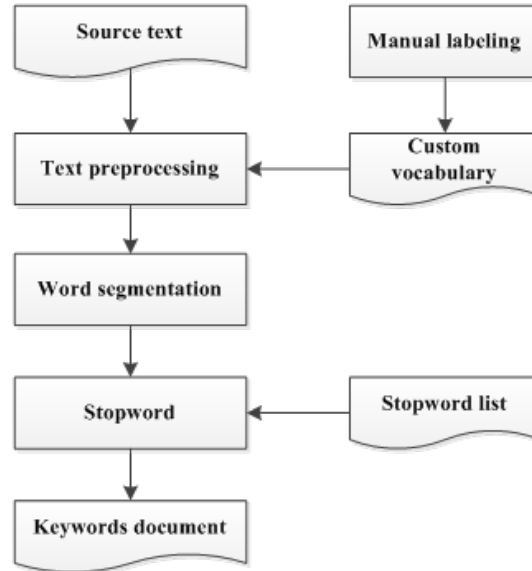 Source text
Manual labeling
Text preprocessing
Custom
vocabulary
Word segmentation
Stopword
Stopword list
Keywords document